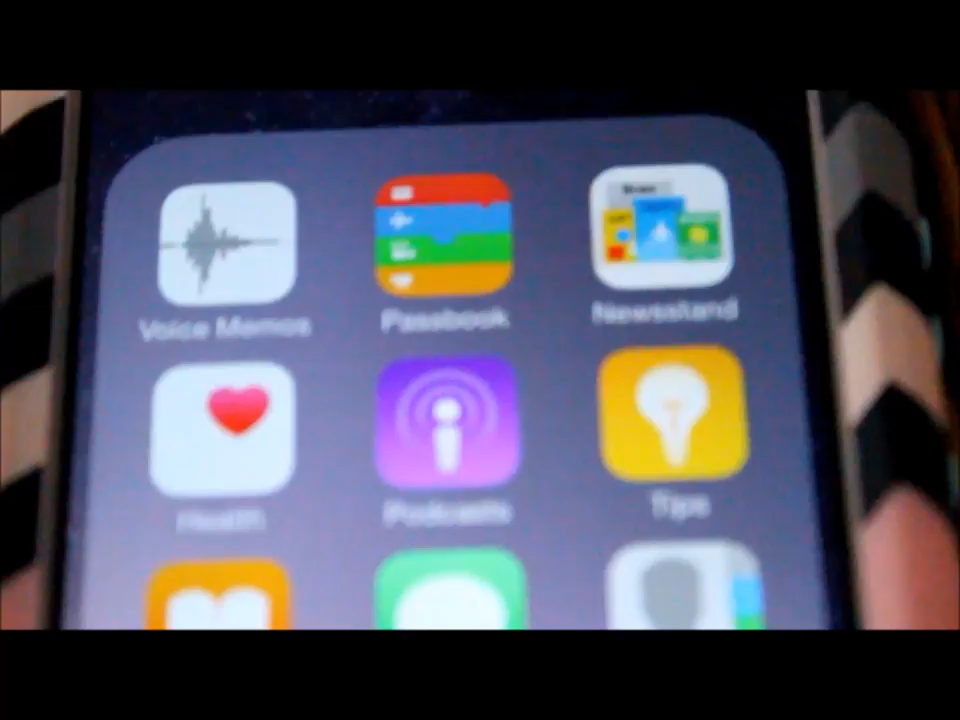 Voice Memos
Passbook
Newsstand
Health
Podcasts
Tips